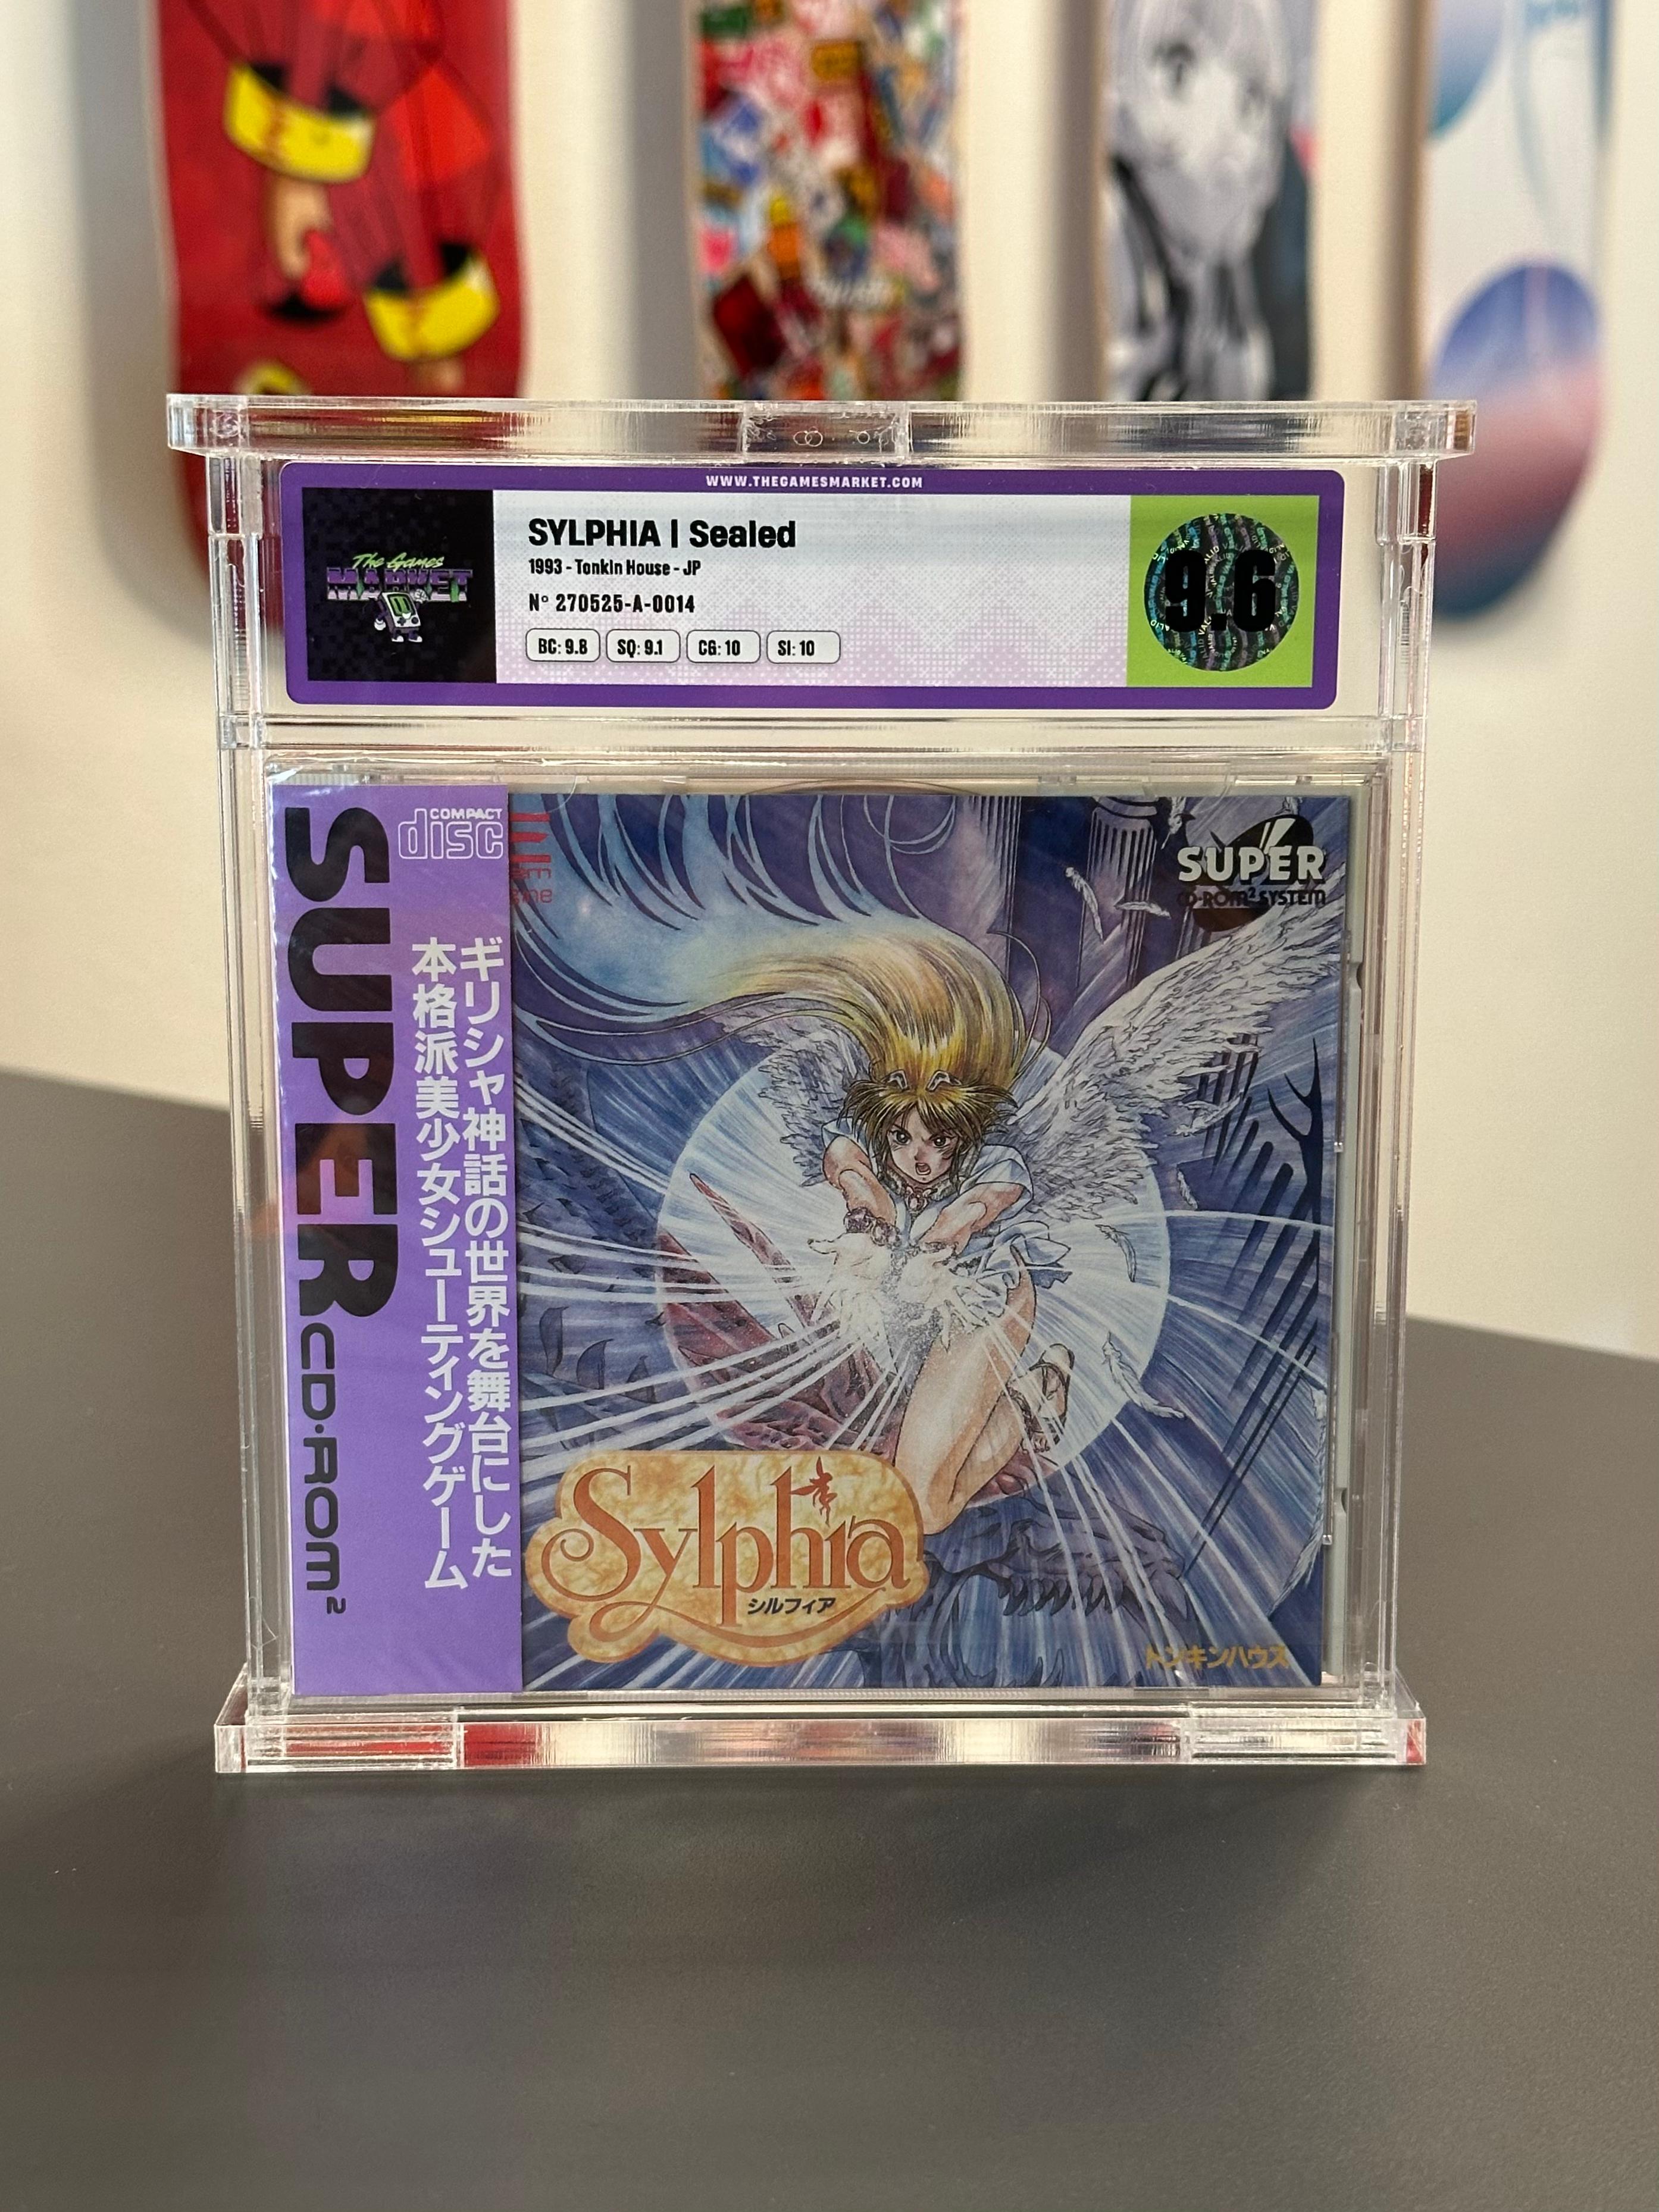 WWW.THEGAMESMARKET.COM
The Games
MARKET
SYLPHIA | Sealed
1993 - Tonkin House - JP
N° 270525-A-0014
BC: 9.8
SQ: 9.1
CG: 10
SI: 10
9.6
COMPACT
disc
SUPER CD-ROM²
ギリシャ神話の世界を舞台にした
本格派美少女シューティングゲーム
SUPER
CD-ROM² SYSTEM
Sylphia
シルフィア
トンキンハウス